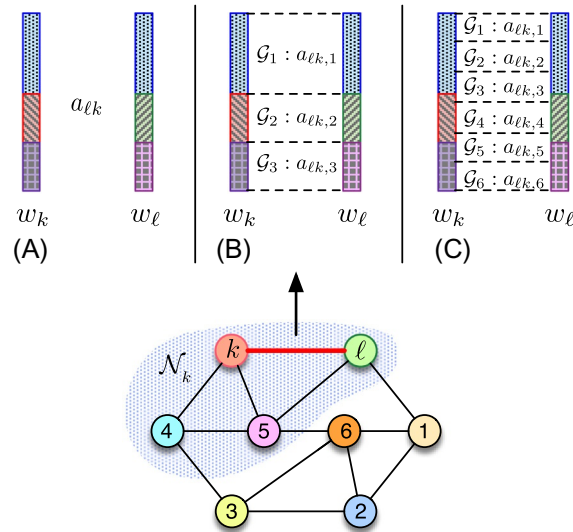 a_{ℓk}
w_k w_ℓ
(A)
𝒢_1 : a_{ℓk,1}
𝒢_2 : a_{ℓk,2}
𝒢_3 : a_{ℓk,3}
w_k w_ℓ
(B)
𝒢_1 : a_{ℓk,1}
𝒢_2 : a_{ℓk,2}
𝒢_3 : a_{ℓk,3}
𝒢_4 : a_{ℓk,4}
𝒢_5 : a_{ℓk,5}
𝒢_6 : a_{ℓk,6}
w_k w_ℓ
(C)
𝒩_k
k ℓ
4 5 6 1
3 2